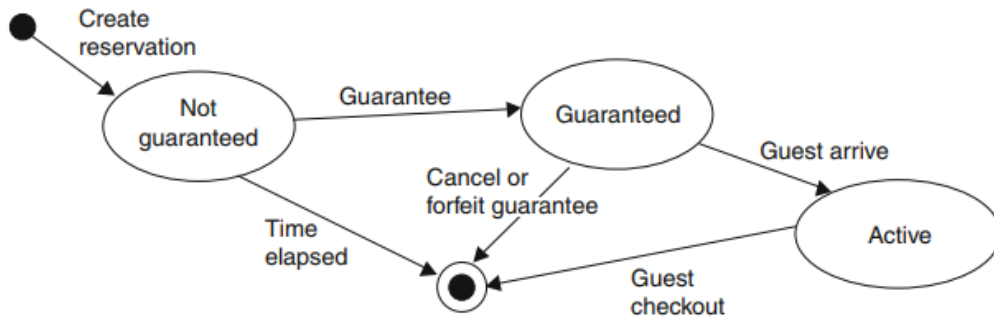 Create
reservation
Not
guaranteed
Guarantee
Guaranteed
Guest arrive
Cancel or
forfeit guarantee
Time
elapsed
Active
Guest
checkout